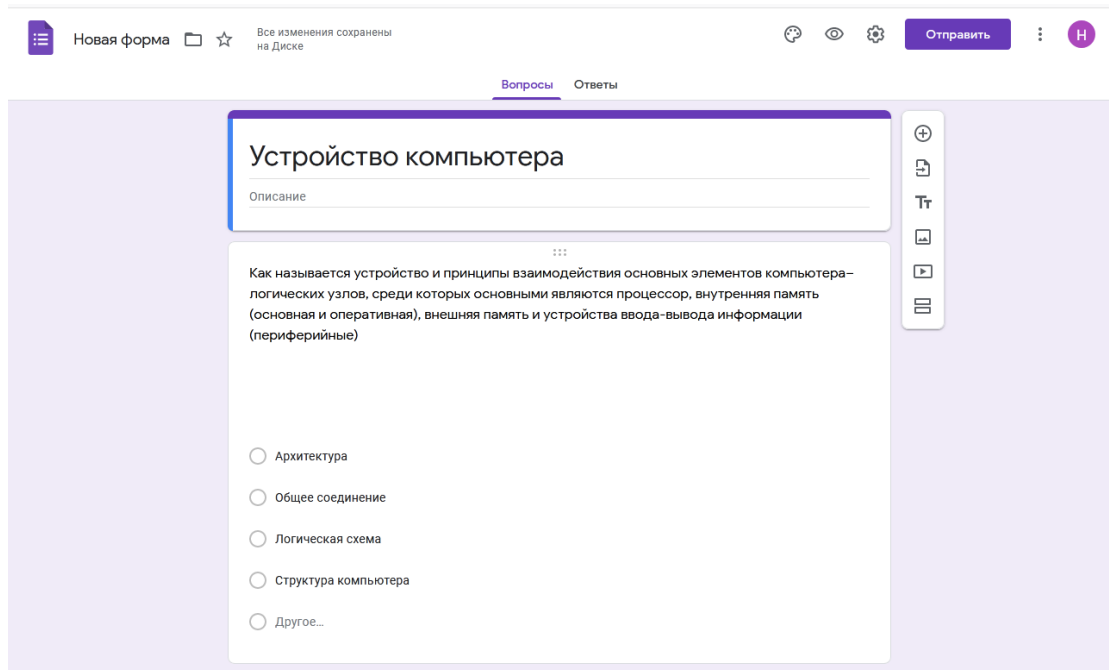 Новая форма
Все изменения сохранены
на Диске
Отправить
Н
Вопросы
Ответы
Устройство компьютера
Описание
Tт
Как называется устройство и принципы взаимодействия основных элементов компьютера–
логических узлов, среди которых основными являются процессор, внутренняя память
(основная и оперативная), внешняя память и устройства ввода-вывода информации
(периферийные)
Архитектура
Общее соединение
Логическая схема
Структура компьютера
Другое…